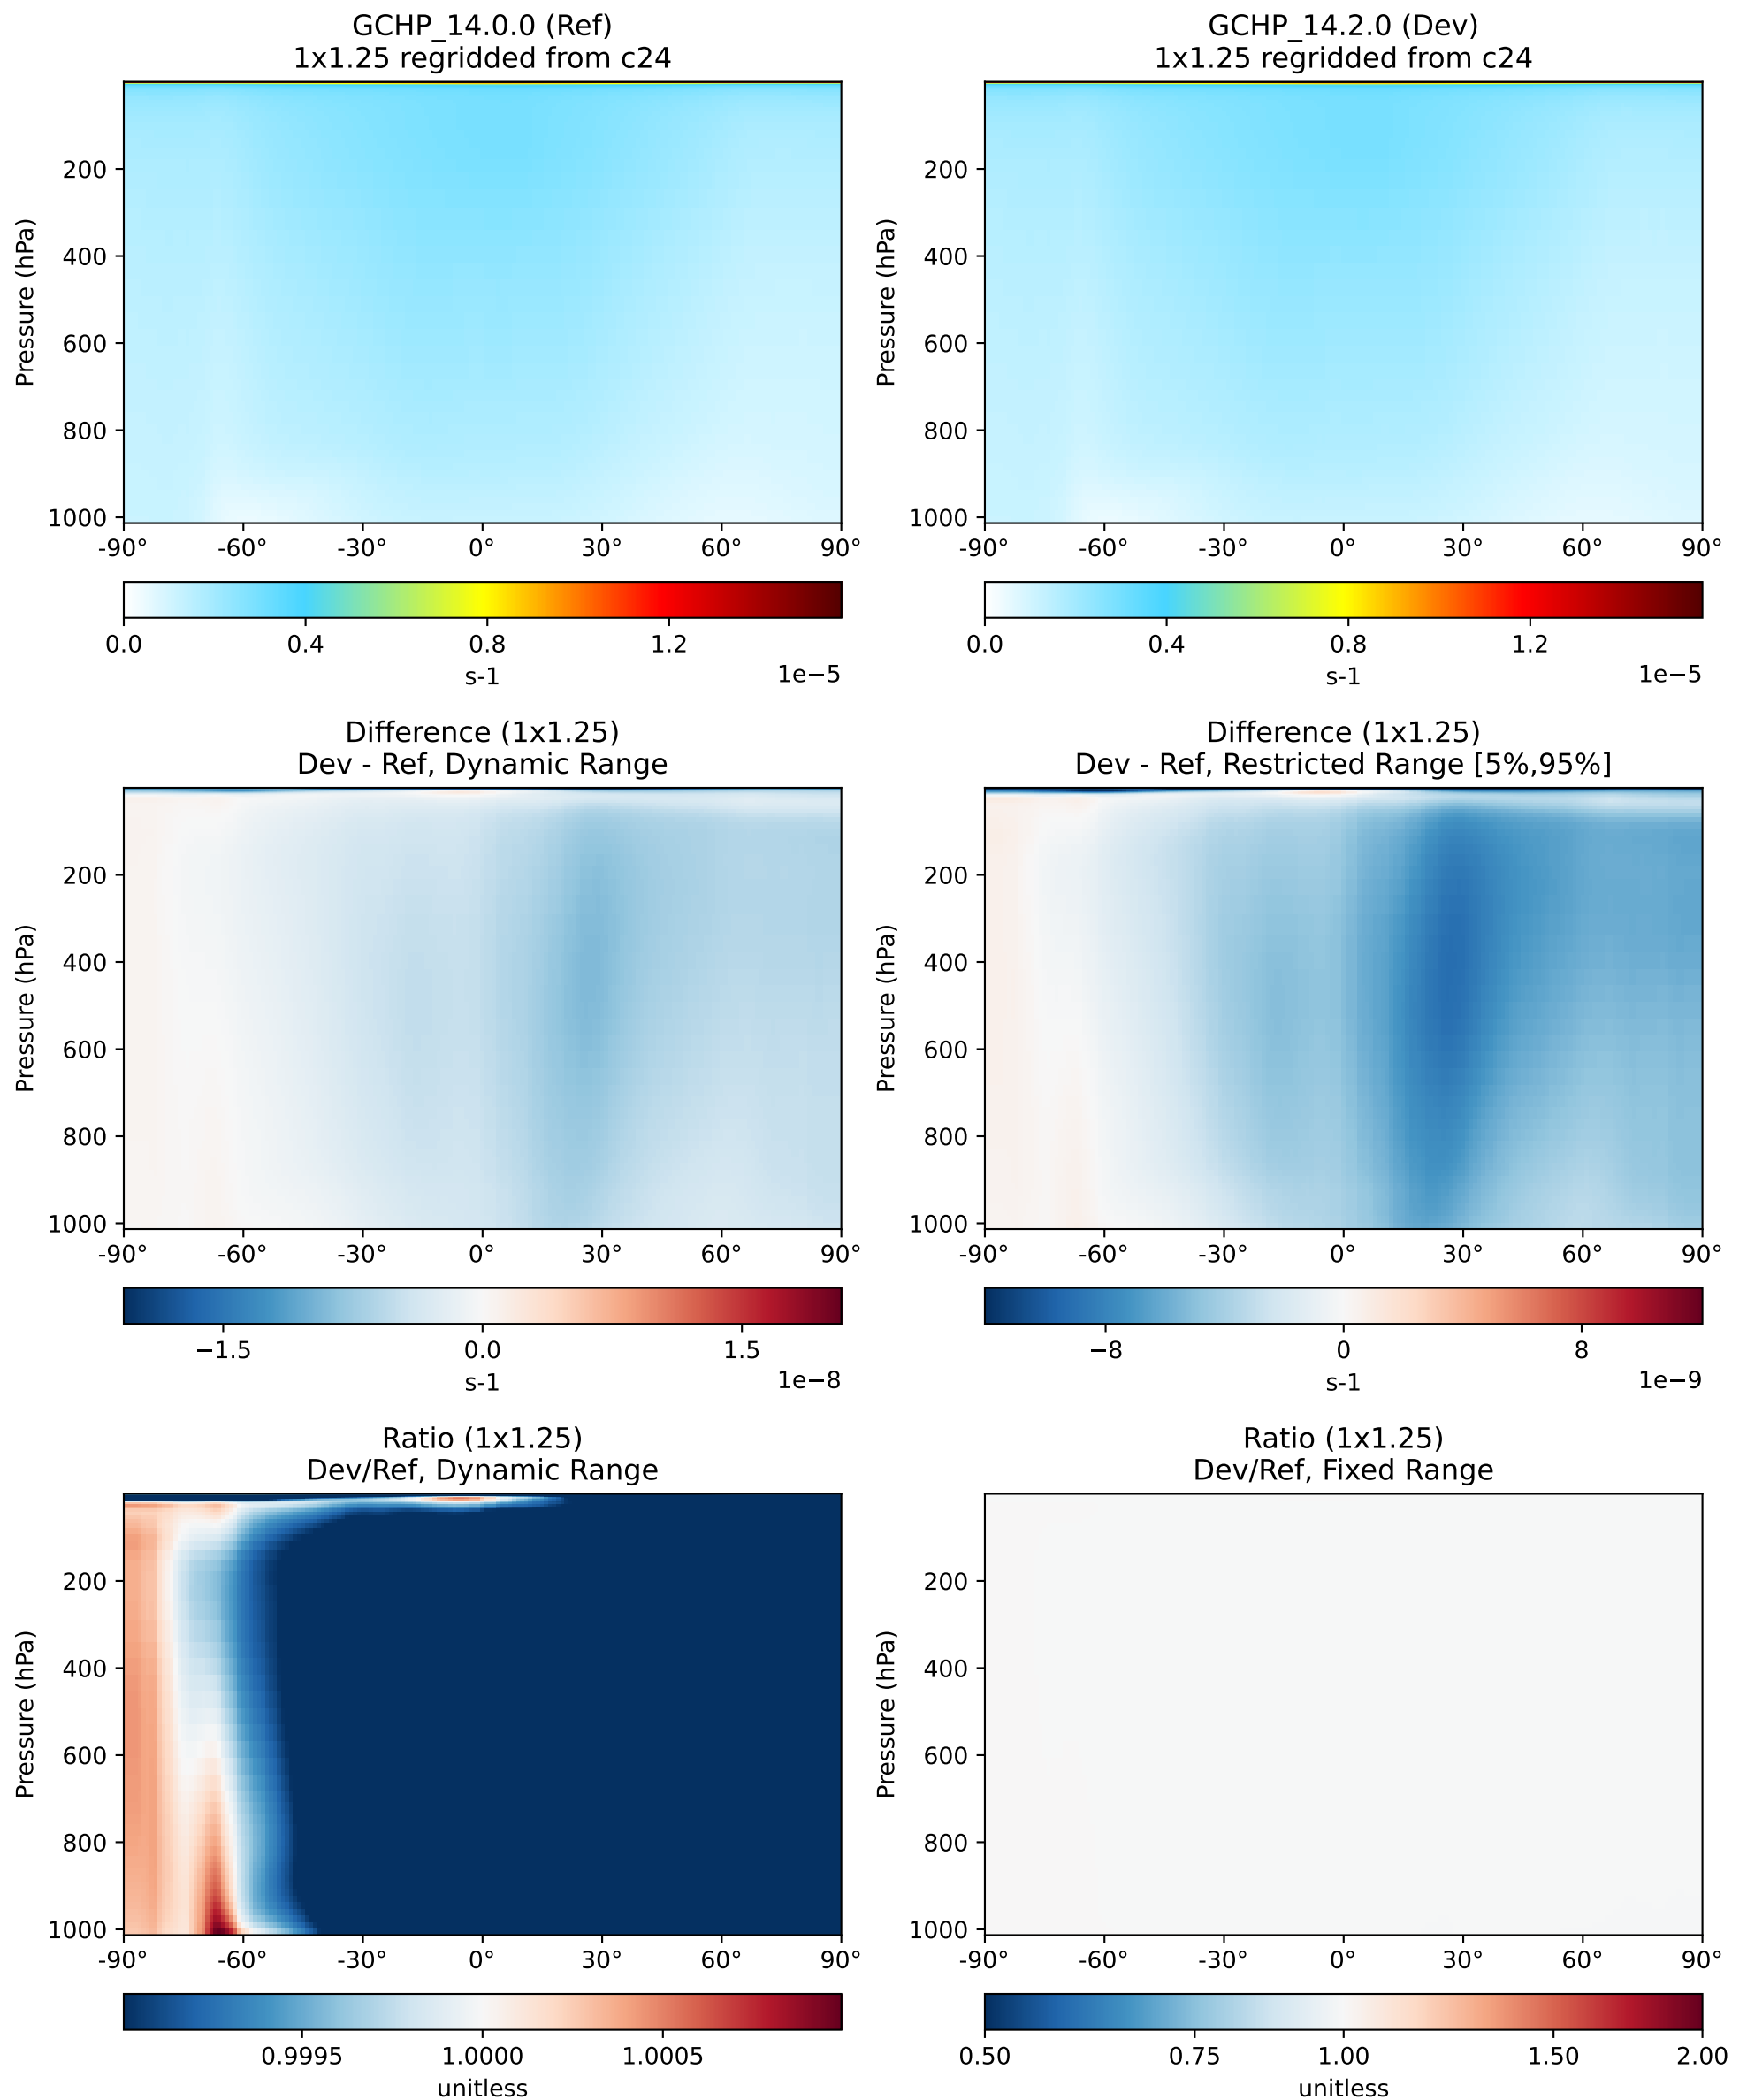 GCHP_14.0.0 (Ref)
1x1.25 regridded from c24
Pressure (hPa)
200
400
600
800
1000
-90° -60° -30° 0° 30° 60° 90°
0.0 0.4 0.8 1.2
s-1
1e−5
GCHP_14.2.0 (Dev)
1x1.25 regridded from c24
Pressure (hPa)
200
400
600
800
1000
-90° -60° -30° 0° 30° 60° 90°
0.0 0.4 0.8 1.2
s-1
1e−5
Difference (1x1.25)
Dev - Ref, Dynamic Range
Pressure (hPa)
200
400
600
800
1000
-90° -60° -30° 0° 30° 60° 90°
−1.5 0.0 1.5
s-1
1e−8
Difference (1x1.25)
Dev - Ref, Restricted Range [5%,95%]
Pressure (hPa)
200
400
600
800
1000
-90° -60° -30° 0° 30° 60° 90°
−8 0 8
s-1
1e−9
Ratio (1x1.25)
Dev/Ref, Dynamic Range
Pressure (hPa)
200
400
600
800
1000
-90° -60° -30° 0° 30° 60° 90°
0.9995 1.0000 1.0005
unitless
Ratio (1x1.25)
Dev/Ref, Fixed Range
Pressure (hPa)
200
400
600
800
1000
-90° -60° -30° 0° 30° 60° 90°
0.50 0.75 1.00 1.50 2.00
unitless